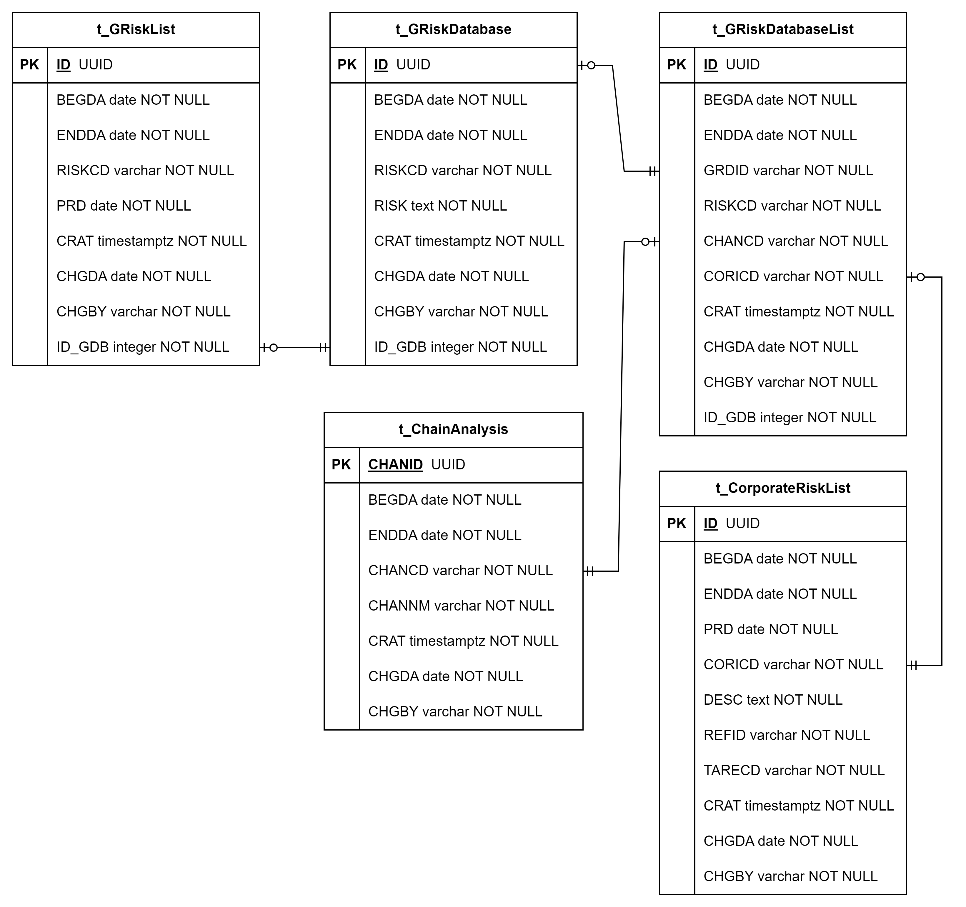 t_GRiskList
PK ID UUID
BEGDA date NOT NULL
ENDDA date NOT NULL
RISKCD varchar NOT NULL
PRD date NOT NULL
CRAT timestamptz NOT NULL
CHGDA date NOT NULL
CHGBY varchar NOT NULL
ID_GDB integer NOT NULL
t_GRiskDatabase
PK ID UUID
BEGDA date NOT NULL
ENDDA date NOT NULL
RISKCD varchar NOT NULL
RISK text NOT NULL
CRAT timestamptz NOT NULL
CHGDA date NOT NULL
CHGBY varchar NOT NULL
ID_GDB integer NOT NULL
t_GRiskDatabaseList
PK ID UUID
BEGDA date NOT NULL
ENDDA date NOT NULL
GRDID varchar NOT NULL
RISKCD varchar NOT NULL
CHANCD varchar NOT NULL
CORICD varchar NOT NULL
CRAT timestamptz NOT NULL
CHGDA date NOT NULL
CHGBY varchar NOT NULL
ID_GDB integer NOT NULL
t_ChainAnalysis
PK CHANID UUID
BEGDA date NOT NULL
ENDDA date NOT NULL
CHANCD varchar NOT NULL
CHANNM varchar NOT NULL
CRAT timestamptz NOT NULL
CHGDA date NOT NULL
CHGBY varchar NOT NULL
t_CorporateRiskList
PK ID UUID
BEGDA date NOT NULL
ENDDA date NOT NULL
PRD date NOT NULL
CORICD varchar NOT NULL
DESC text NOT NULL
REFID varchar NOT NULL
TARECD varchar NOT NULL
CRAT timestamptz NOT NULL
CHGDA date NOT NULL
CHGBY varchar NOT NULL